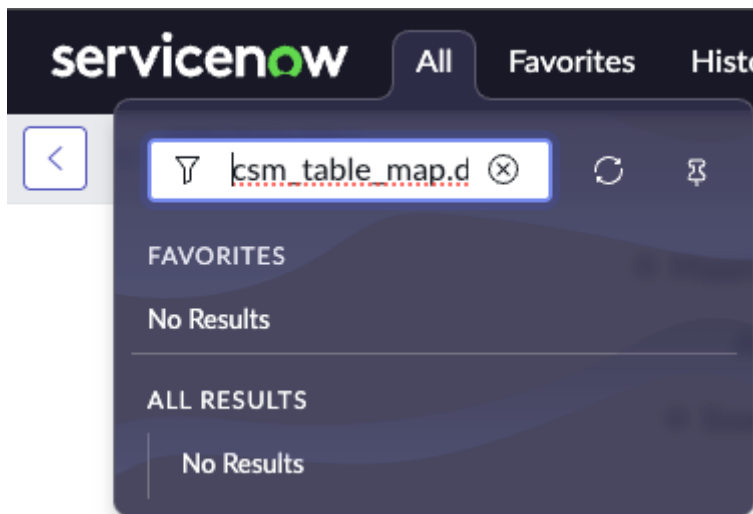 servicenow All Favorites Histo
csm_table_map.d
FAVORITES
No Results
ALL RESULTS
No Results